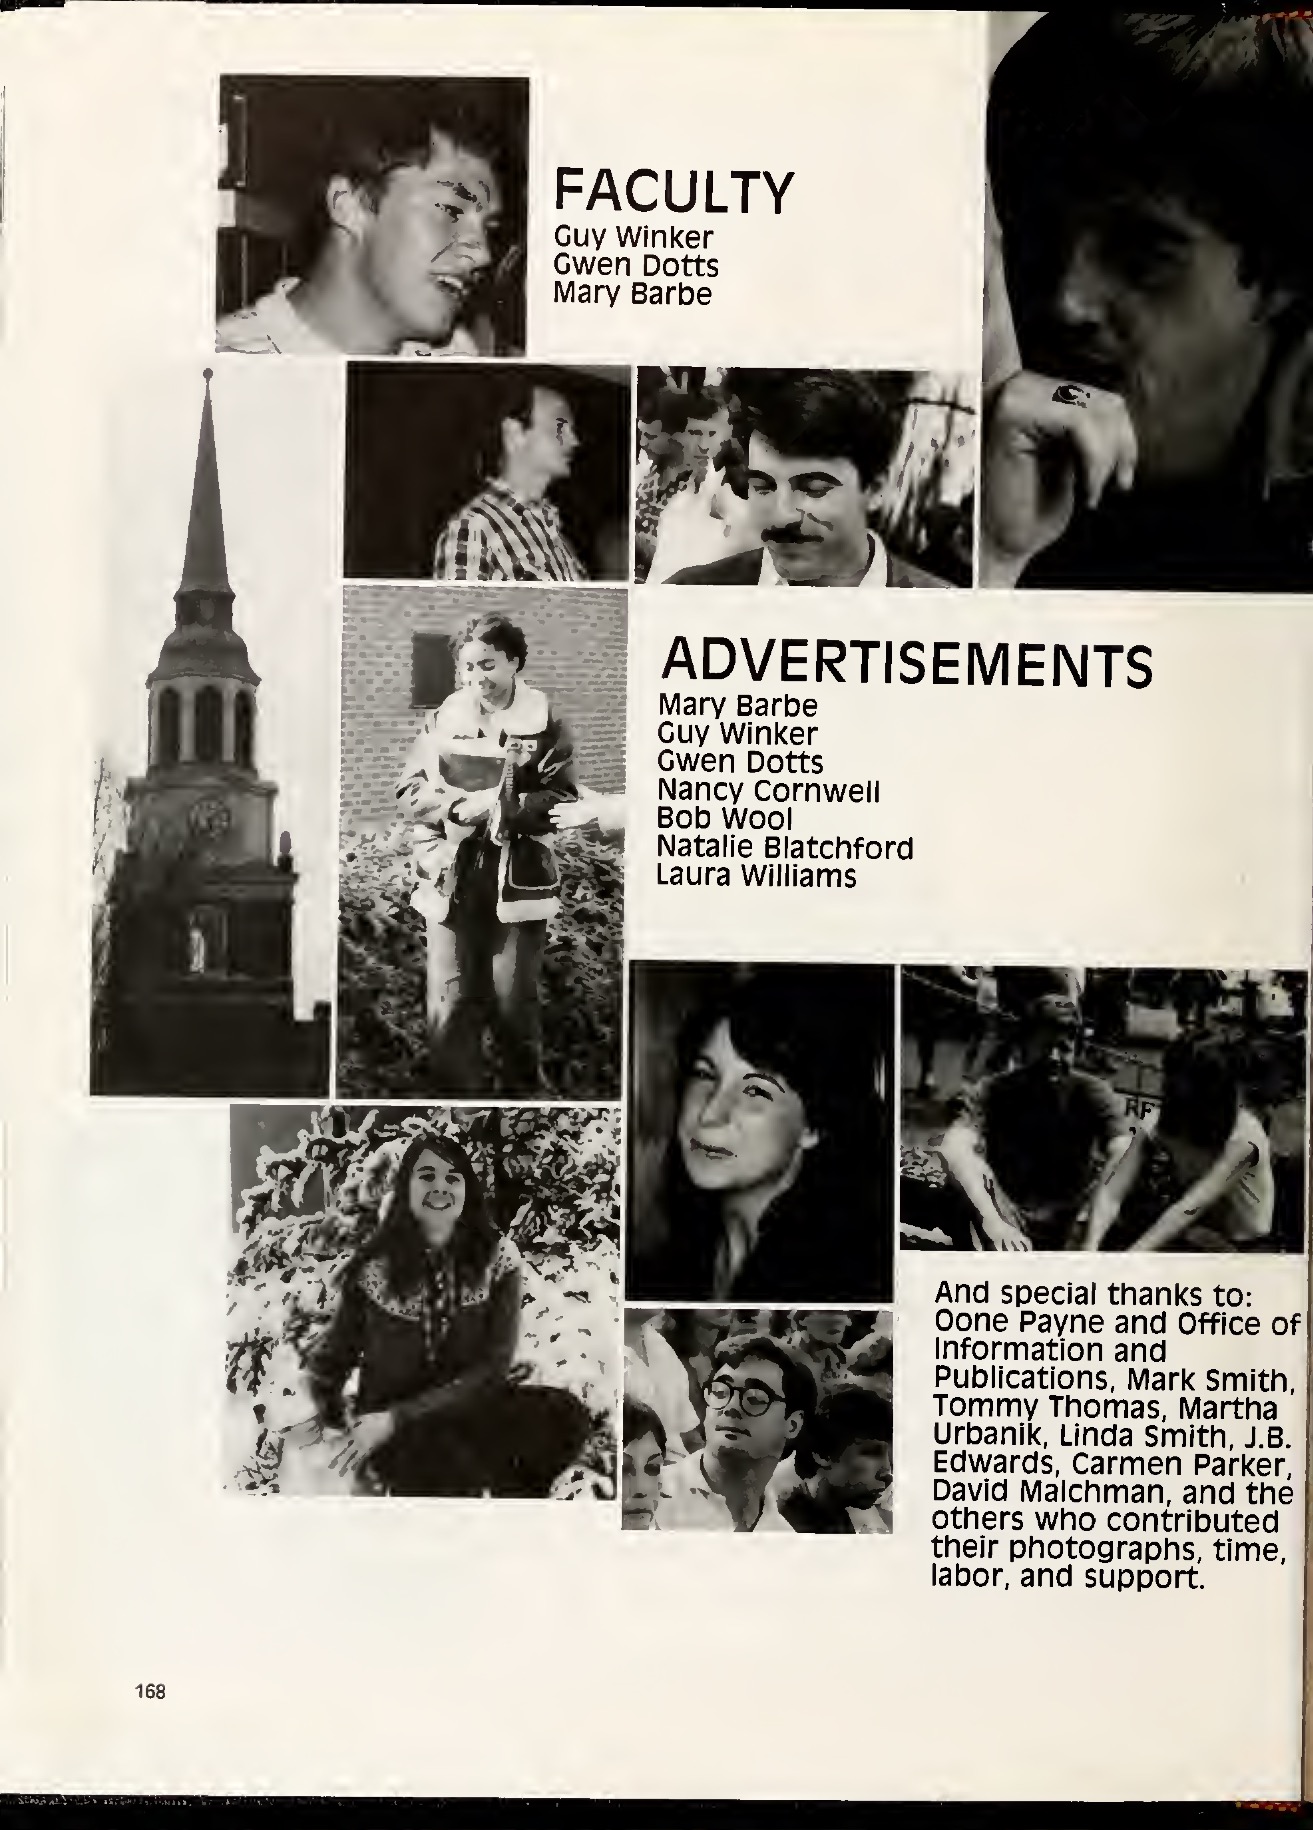 FACULTY
Guy Winker
Gwen Dotts
Mary Barbe
ADVERTISEMENTS
Mary Barbe
Guy Winker
Gwen Dotts
Nancy Cornwell
Bob Wool
Natalie Blatchford
Laura Williams
RF
And special thanks to:
Oone Payne and Office of
Information and
Publications, Mark Smith,
Tommy Thomas, Martha
Urbanik, Linda Smith, J.B.
Edwards, Carmen Parker,
David Malchman, and the
others who contributed
their photographs, time,
labor, and support.
168